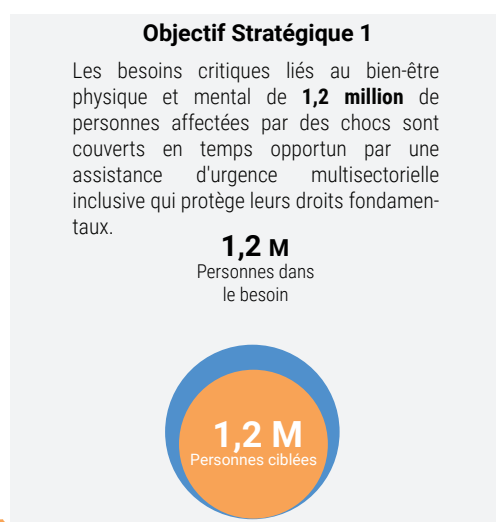 Objectif Stratégique 1
Les besoins critiques liés au bien-être
physique et mental de 1,2 million de
personnes affectées par des chocs sont
couverts en temps opportun par une
assistance d'urgence multisectorielle
inclusive qui protège leurs droits fondamen-
taux.
1,2 M
Personnes dans
le besoin
1,2 M
Personnes ciblées